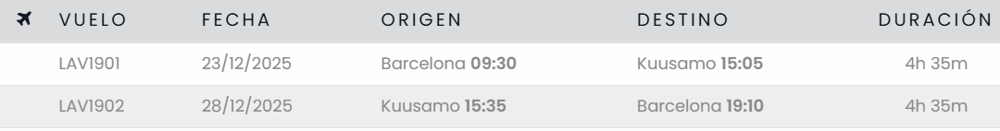 VUELO FECHA ORIGEN DESTINO DURACIÓN
LAV1901 23/12/2025 Barcelona 09:30 Kuusamo 15:05 4h 35m
LAV1902 28/12/2025 Kuusamo 15:35 Barcelona 19:10 4h 35m